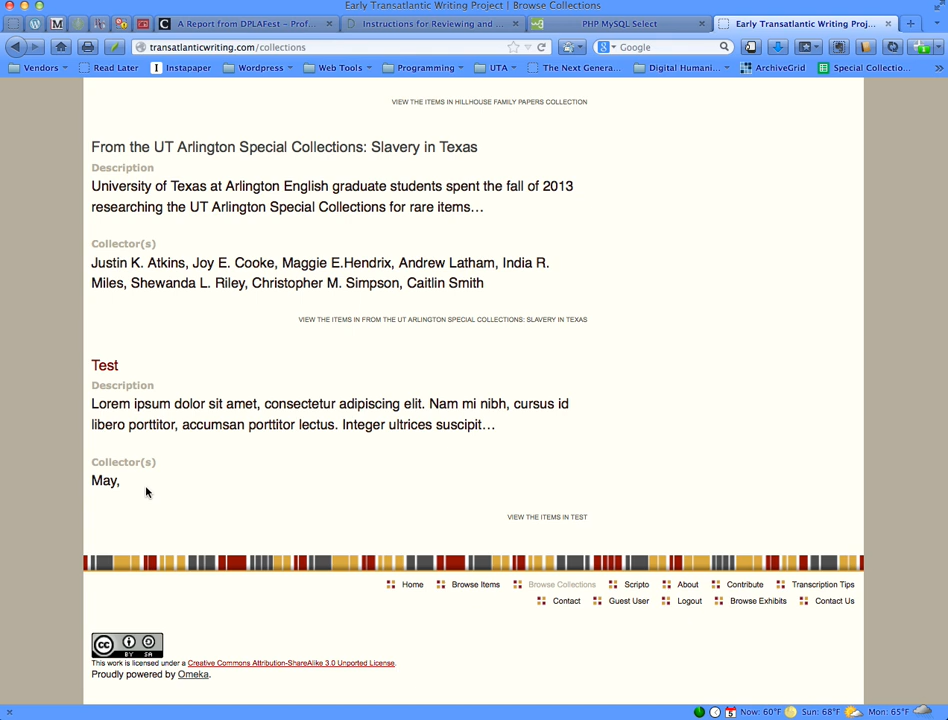 Early Transatlantic Writing Project | Browse Collections
A Report from DPLAFest – Prof...
Instructions for Reviewing and ...
PHP MySQL Select
Early Transatlantic Writing Proj...
transatlanticwriting.com/collections
Google
Vendors
Read Later
Instapaper
Wordpress
Web Tools
Programming
UTA
The Next Genera...
Digital Humani...
ArchiveGrid
Special Collectio...
VIEW THE ITEMS IN HILLHOUSE FAMILY PAPERS COLLECTION
From the UT Arlington Special Collections: Slavery in Texas
Description
University of Texas at Arlington English graduate students spent the fall of 2013
researching the UT Arlington Special Collections for rare items…
Collector(s)
Justin K. Atkins, Joy E. Cooke, Maggie E.Hendrix, Andrew Latham, India R.
Miles, Shewanda L. Riley, Christopher M. Simpson, Caitlin Smith
VIEW THE ITEMS IN FROM THE UT ARLINGTON SPECIAL COLLECTIONS: SLAVERY IN TEXAS
Test
Description
Lorem ipsum dolor sit amet, consectetur adipiscing elit. Nam mi nibh, cursus id
libero porttitor, accumsan porttitor lectus. Integer ultrices suscipit…
Collector(s)
May,
VIEW THE ITEMS IN TEST
Home Browse Items Browse Collections Scripto About Contribute Transcription Tips
Contact Guest User Logout Browse Exhibits Contact Us
CC BY SA
This work is licensed under a Creative Commons Attribution-ShareAlike 3.0 Unported License.
Proudly powered by Omeka.
5 Now: 60°F Sun: 68°F Mon: 65°F